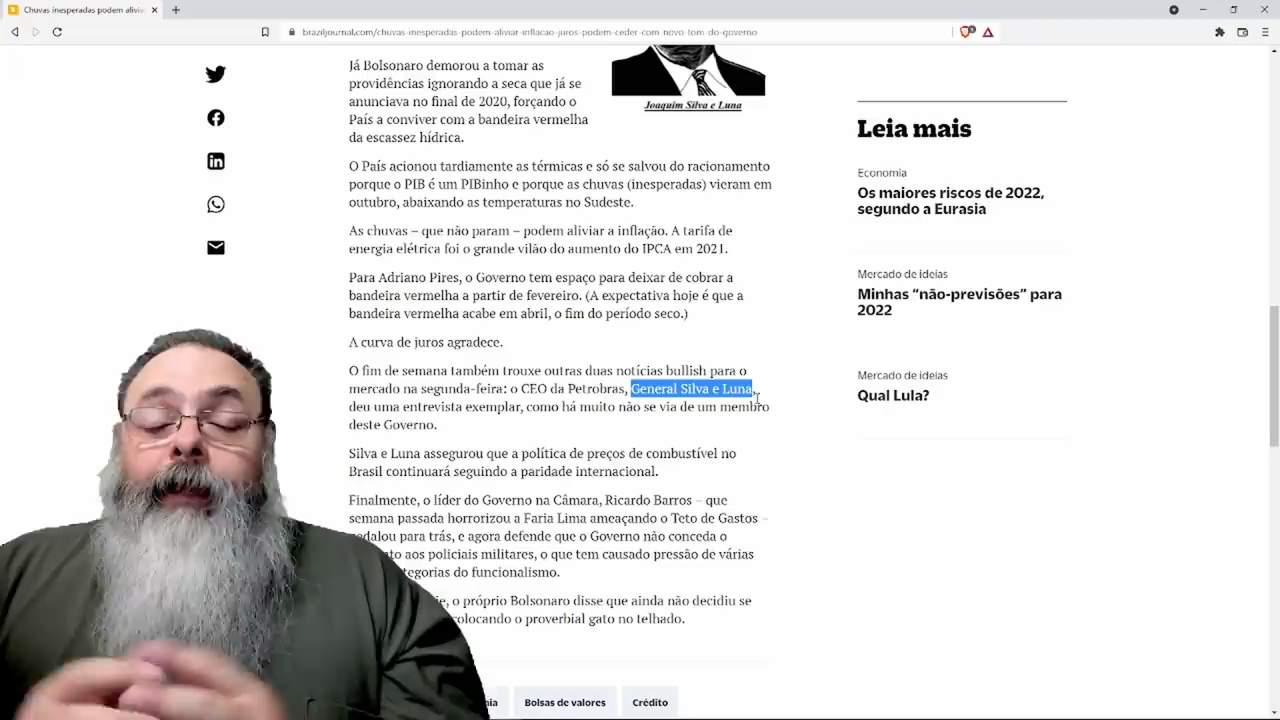 Chuvas inesperadas podem aliviar
braziljournal.com/chuvas-inesperadas-podem-aliviar-inflacao-juros-podem-ceder-com-novo-tom-do-governo
Já Bolsonaro demorou a tomar as
providências ignorando a seca que já se
anunciava no final de 2020, forçando o
País a conviver com a bandeira vermelha
da escassez hídrica.
Joaquim Silva e Luna
O País acionou tardiamente as térmicas e só se salvou do racionamento
porque o PIB é um PIBinho e porque as chuvas (inesperadas) vieram em
outubro, abaixando as temperaturas no Sudeste.
As chuvas – que não param – podem aliviar a inflação. A tarifa de
energia elétrica foi o grande vilão do aumento do IPCA em 2021.
Para Adriano Pires, o Governo tem espaço para deixar de cobrar a
bandeira vermelha a partir de fevereiro. (A expectativa hoje é que a
bandeira vermelha acabe em abril, o fim do período seco.)
A curva de juros agradece.
O fim de semana também trouxe outras duas notícias bullish para o
mercado na segunda-feira: o CEO da Petrobras, General Silva e Luna,
deu uma entrevista exemplar, como há muito não se via de um membro
deste Governo.
Silva e Luna assegurou que a política de preços de combustível no
Brasil continuará seguindo a paridade internacional.
Finalmente, o líder do Governo na Câmara, Ricardo Barros – que
semana passada horrorizou a Faria Lima ameaçando o Teto de Gastos –
pedalou para trás, e agora defende que o Governo não conceda o
aos policiais militares, o que tem causado pressão de várias
do funcionalismo.
o próprio Bolsonaro disse que ainda não decidiu se
colocando o proverbial gato no telhado.
Bolsas de valores
Crédito
Leia mais
Economia
Os maiores riscos de 2022,
segundo a Eurasia
Mercado de ideias
Minhas “não-previsões” para
2022
Mercado de ideias
Qual Lula?